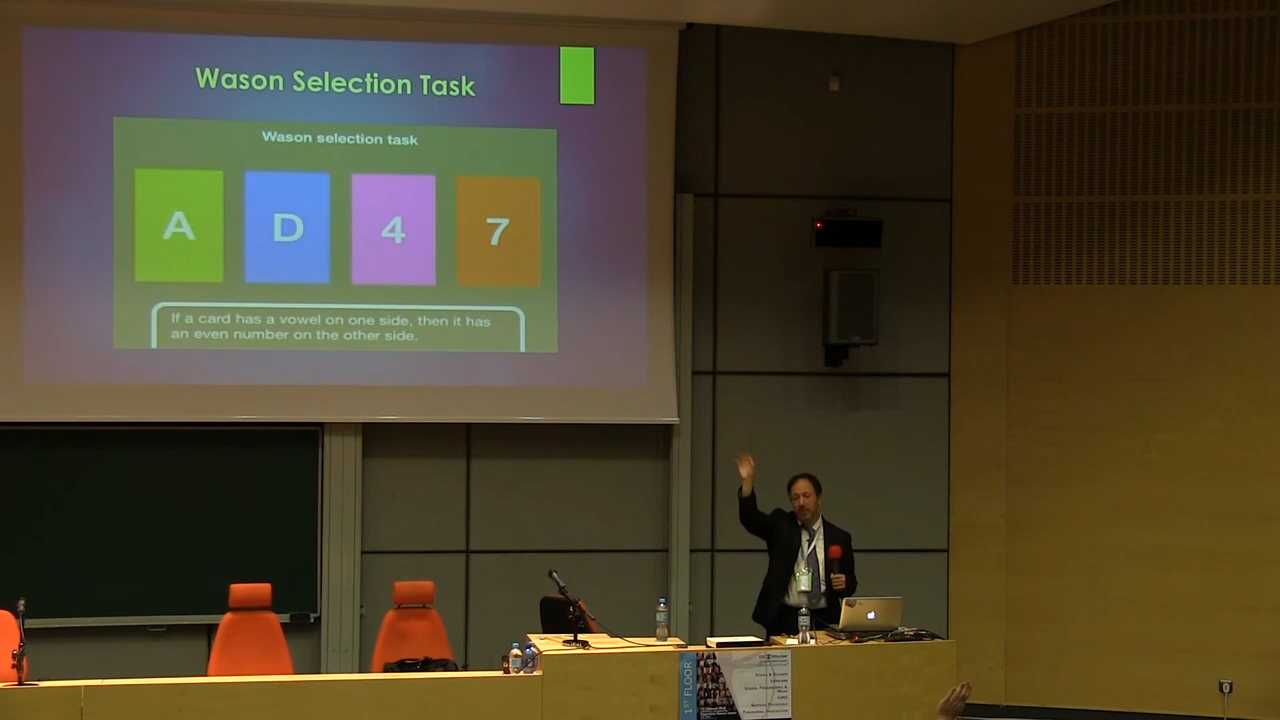 Wason Selection Task
Wason selection task
A
D
4
7
If a card has a vowel on one side, then it has
an even number on the other side.
1ST FLOOR